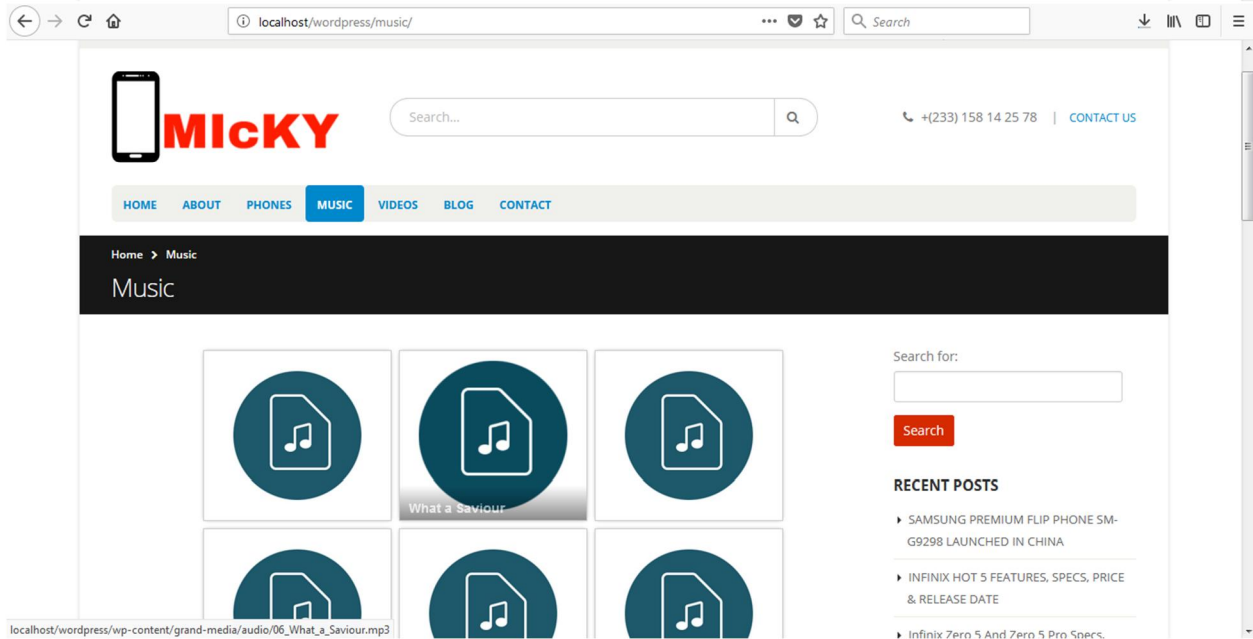 localhost/wordpress/music/
Search
MIcKY
Search...
+(233) 158 14 25 78 | CONTACT US
HOME ABOUT PHONES MUSIC VIDEOS BLOG CONTACT
Home > Music
Music
Search for:
Search
What a Saviour
RECENT POSTS
SAMSUNG PREMIUM FLIP PHONE SM-
G9298 LAUNCHED IN CHINA
INFINIX HOT 5 FEATURES, SPECS, PRICE
& RELEASE DATE
Infinix Zero 5 And Zero 5 Pro Specs,
localhost/wordpress/wp-content/grand-media/audio/06_What_a_Saviour.mp3